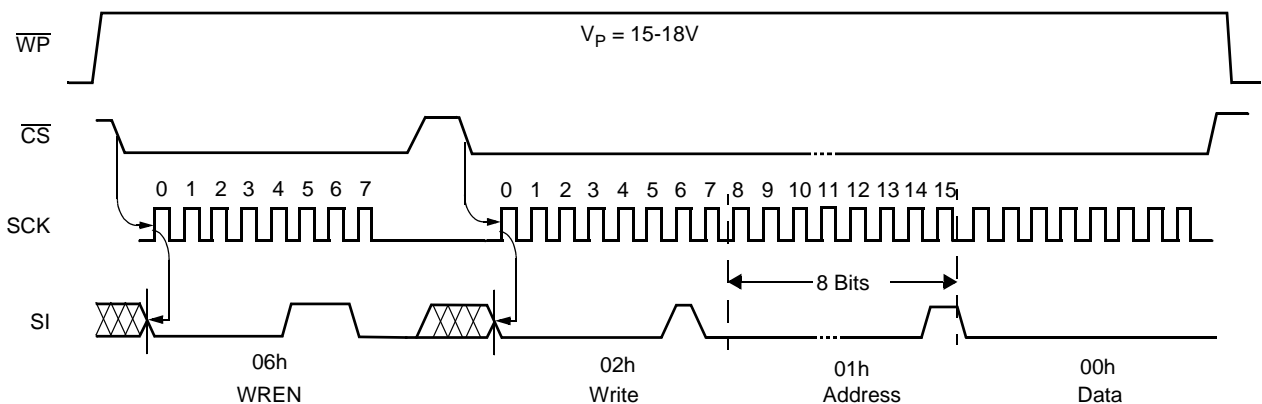 WP
V_P = 15-18V
CS
0 1 2 3 4 5 6 7 0 1 2 3 4 5 6 7 8 9 10 11 12 13 14 15
SCK
8 Bits
SI
06h 02h 01h 00h
WREN Write Address Data